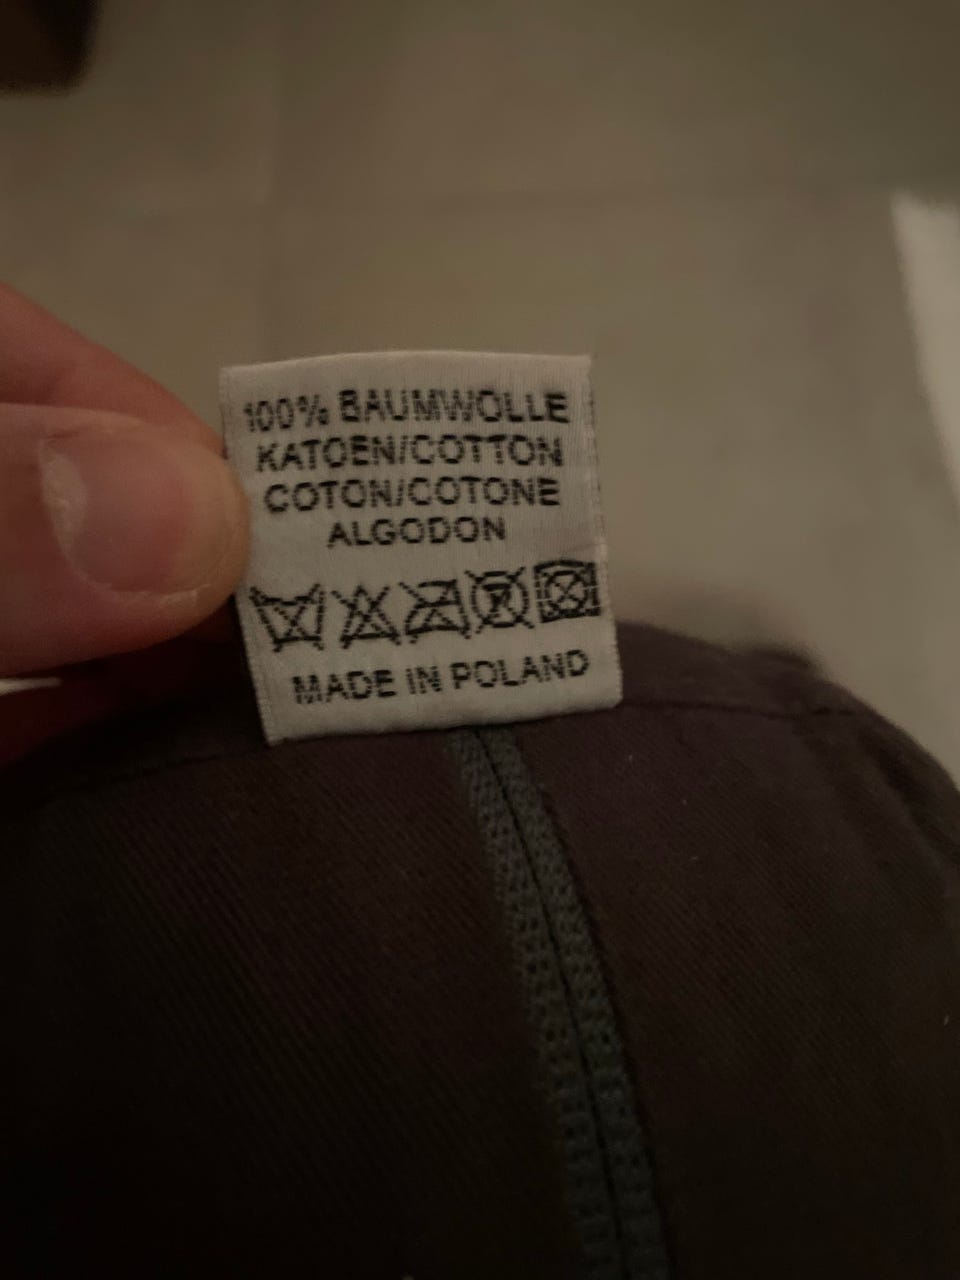 100% BAUMWOLLE
KATOEN/COTTON
COTON/COTONE
ALGODON
MADE IN POLAND